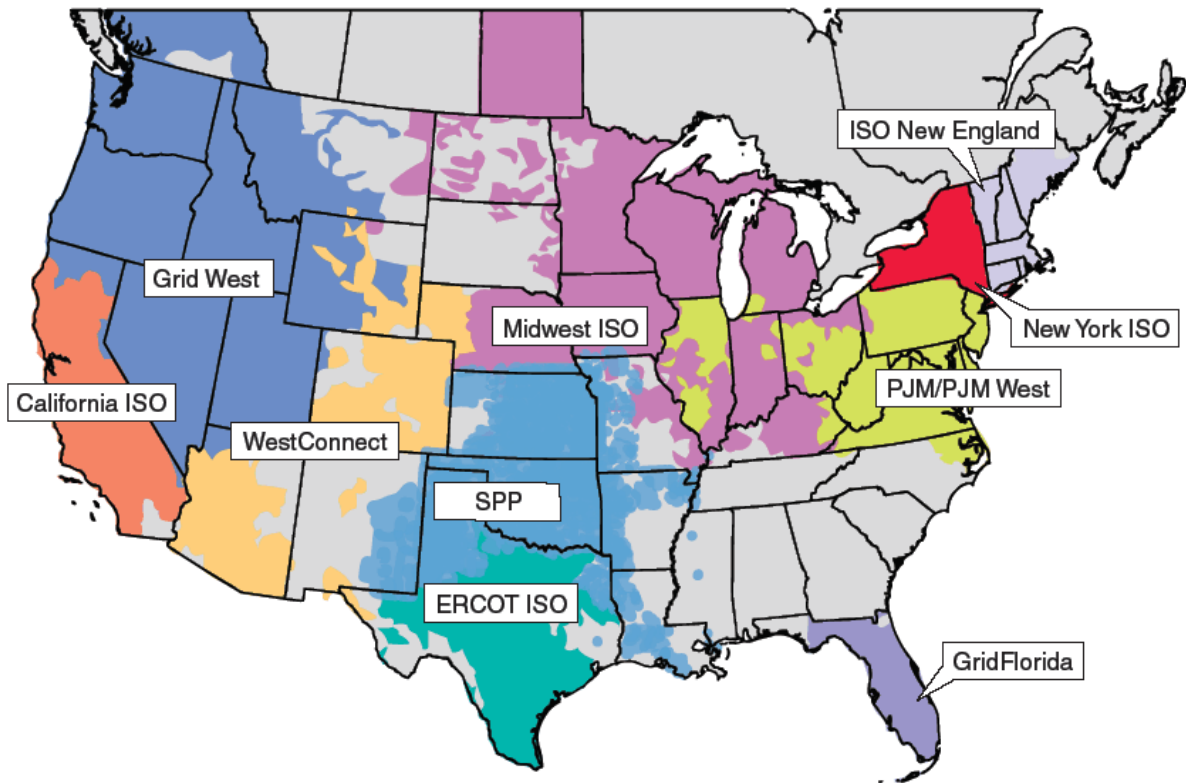 ISO New England
Grid West
Midwest ISO
New York ISO
California ISO
PJM/PJM West
WestConnect
SPP
ERCOT ISO
GridFlorida